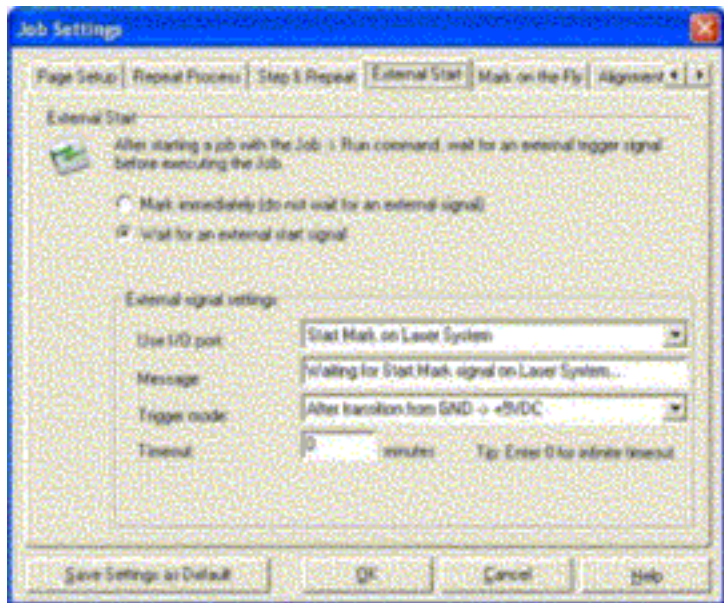 Job Settings
Page Setup Repeat Process Step & Repeat External Start Mark on the Fly Alignment
External Start
After starting a job with the Job > Run command, wait for an external trigger signal
before executing the Job.
Mark immediately (do not wait for an external signal)
Wait for an external start signal
External signal settings
Use I/O port: Start Mark on Laser System
Message: Waiting for Start Mark signal on Laser System...
Trigger mode: After transition from GND -> +5VDC
Timeout: 0 minutes Tip: Enter 0 for infinite timeout
Save Settings as Default OK Cancel Help